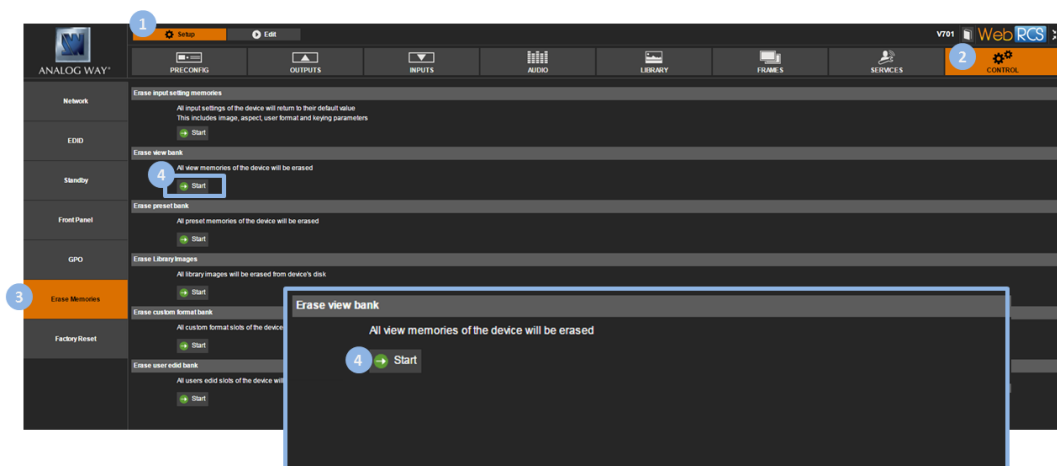 1
Setup
Edit
V701
Web RCS
ANALOG WAY®
PRECONFIG
OUTPUTS
INPUTS
AUDIO
LIBRARY
FRAMES
SERVICES
2
CONTROL
Network
EDID
Standby
Front Panel
GPO
3
Erase Memories
Factory Reset
Erase input setting memories
All input settings of the device will return to their default value
This includes image, aspect, user format and keying parameters
Start
Erase view bank
All view memories of the device will be erased
4
Start
Erase preset bank
All preset memories of the device will be erased
Start
Erase Library Images
All library images will be erased from device's disk
Start
Erase custom format bank
All custom format slots of the device
Start
Erase user edid bank
All users edid slots of the device will
Start
Erase view bank
All view memories of the device will be erased
4
Start